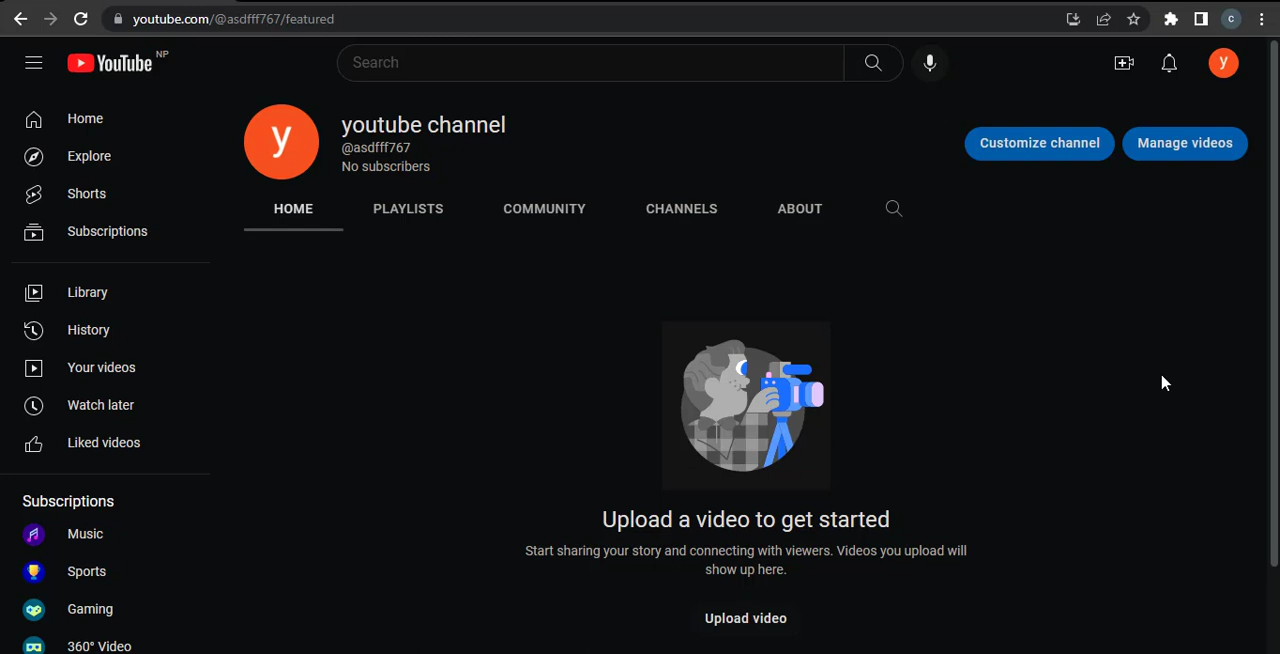 youtube.com/@asdfff767/featured
C
YouTube NP
Search
y
Home
Explore
Shorts
Subscriptions
Library
History
Your videos
Watch later
Liked videos
Subscriptions
Music
Sports
Gaming
360° Video
y
youtube channel
@asdfff767
No subscribers
Customize channel
Manage videos
HOME PLAYLISTS COMMUNITY CHANNELS ABOUT
Upload a video to get started
Start sharing your story and connecting with viewers. Videos you upload will
show up here.
Upload video